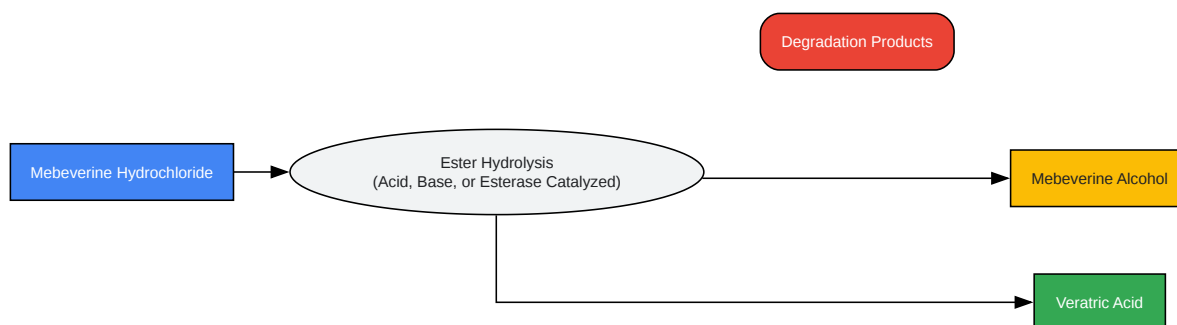 Degradation Products
Mebeverine Hydrochloride
Ester Hydrolysis
(Acid, Base, or Esterase Catalyzed)
Mebeverine Alcohol
Veratric Acid